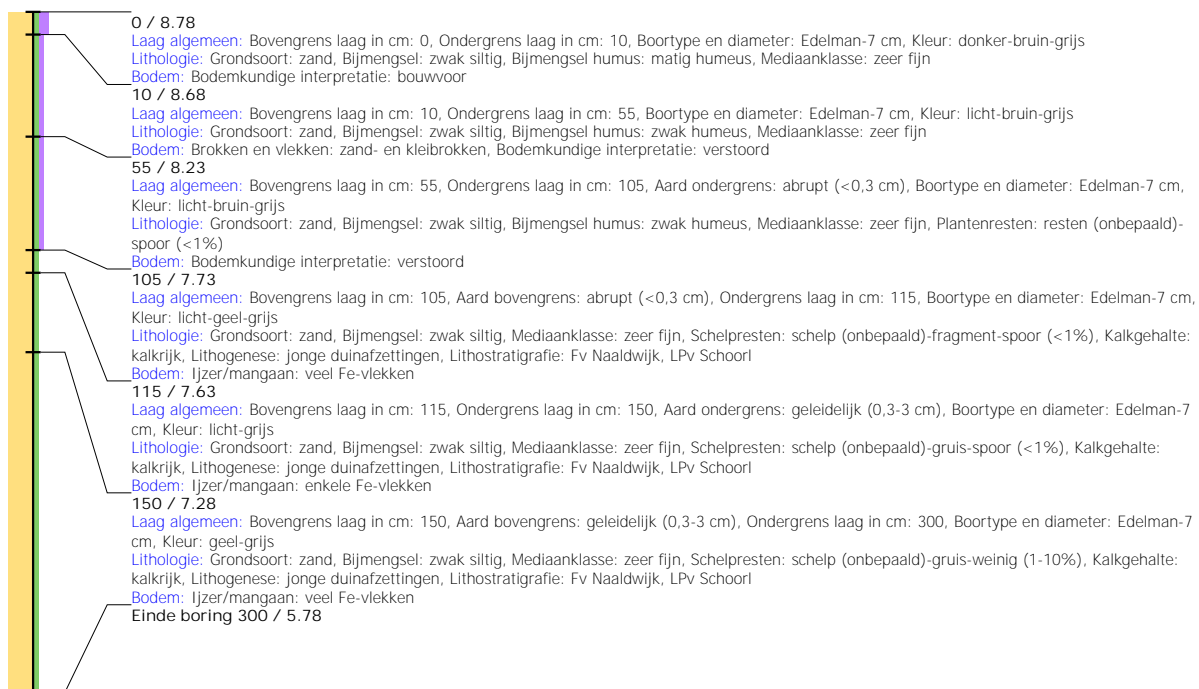 0 / 8.78
Laag algemeen: Bovengrens laag in cm: 0, Ondergrens laag in cm: 10, Boortype en diameter: Edelman-7 cm, Kleur: donker-bruin-grijs
Lithologie: Grondsoort: zand, Bijmengsel: zwak siltig, Bijmengsel humus: matig humeus, Mediaanklasse: zeer fijn
Bodem: Bodemkundige interpretatie: bouwvoor
10 / 8.68
Laag algemeen: Bovengrens laag in cm: 10, Ondergrens laag in cm: 55, Boortype en diameter: Edelman-7 cm, Kleur: licht-bruin-grijs
Lithologie: Grondsoort: zand, Bijmengsel: zwak siltig, Bijmengsel humus: zwak humeus, Mediaanklasse: zeer fijn
Bodem: Brokken en vlekken: zand- en kleibrokken, Bodemkundige interpretatie: verstoord
55 / 8.23
Laag algemeen: Bovengrens laag in cm: 55, Ondergrens laag in cm: 105, Aard ondergrens: abrupt (<0,3 cm), Boortype en diameter: Edelman-7 cm,
Kleur: licht-bruin-grijs
Lithologie: Grondsoort: zand, Bijmengsel: zwak siltig, Bijmengsel humus: zwak humeus, Mediaanklasse: zeer fijn, Plantenresten: resten (onbepaald)-
spoor (<1%)
Bodem: Bodemkundige interpretatie: verstoord
105 / 7.73
Laag algemeen: Bovengrens laag in cm: 105, Aard bovengrens: abrupt (<0,3 cm), Ondergrens laag in cm: 115, Boortype en diameter: Edelman-7 cm,
Kleur: licht-geel-grijs
Lithologie: Grondsoort: zand, Bijmengsel: zwak siltig, Mediaanklasse: zeer fijn, Schelpresten: schelp (onbepaald)-fragment-spoor (<1%), Kalkgehalte:
kalkrijk, Lithogenese: jonge duinafzettingen, Lithostratigrafie: Fv Naaldwijk, LPv Schoorl
Bodem: Ijzer/mangaan: veel Fe-vlekken
115 / 7.63
Laag algemeen: Bovengrens laag in cm: 115, Ondergrens laag in cm: 150, Aard ondergrens: geleidelijk (0,3-3 cm), Boortype en diameter: Edelman-7
cm, Kleur: licht-grijs
Lithologie: Grondsoort: zand, Bijmengsel: zwak siltig, Mediaanklasse: zeer fijn, Schelpresten: schelp (onbepaald)-gruis-spoor (<1%), Kalkgehalte:
kalkrijk, Lithogenese: jonge duinafzettingen, Lithostratigrafie: Fv Naaldwijk, LPv Schoorl
Bodem: Ijzer/mangaan: enkele Fe-vlekken
150 / 7.28
Laag algemeen: Bovengrens laag in cm: 150, Aard bovengrens: geleidelijk (0,3-3 cm), Ondergrens laag in cm: 300, Boortype en diameter: Edelman-7
cm, Kleur: geel-grijs
Lithologie: Grondsoort: zand, Bijmengsel: zwak siltig, Mediaanklasse: zeer fijn, Schelpresten: schelp (onbepaald)-gruis-weinig (1-10%), Kalkgehalte:
kalkrijk, Lithogenese: jonge duinafzettingen, Lithostratigrafie: Fv Naaldwijk, LPv Schoorl
Bodem: Ijzer/mangaan: veel Fe-vlekken
Einde boring 300 / 5.78